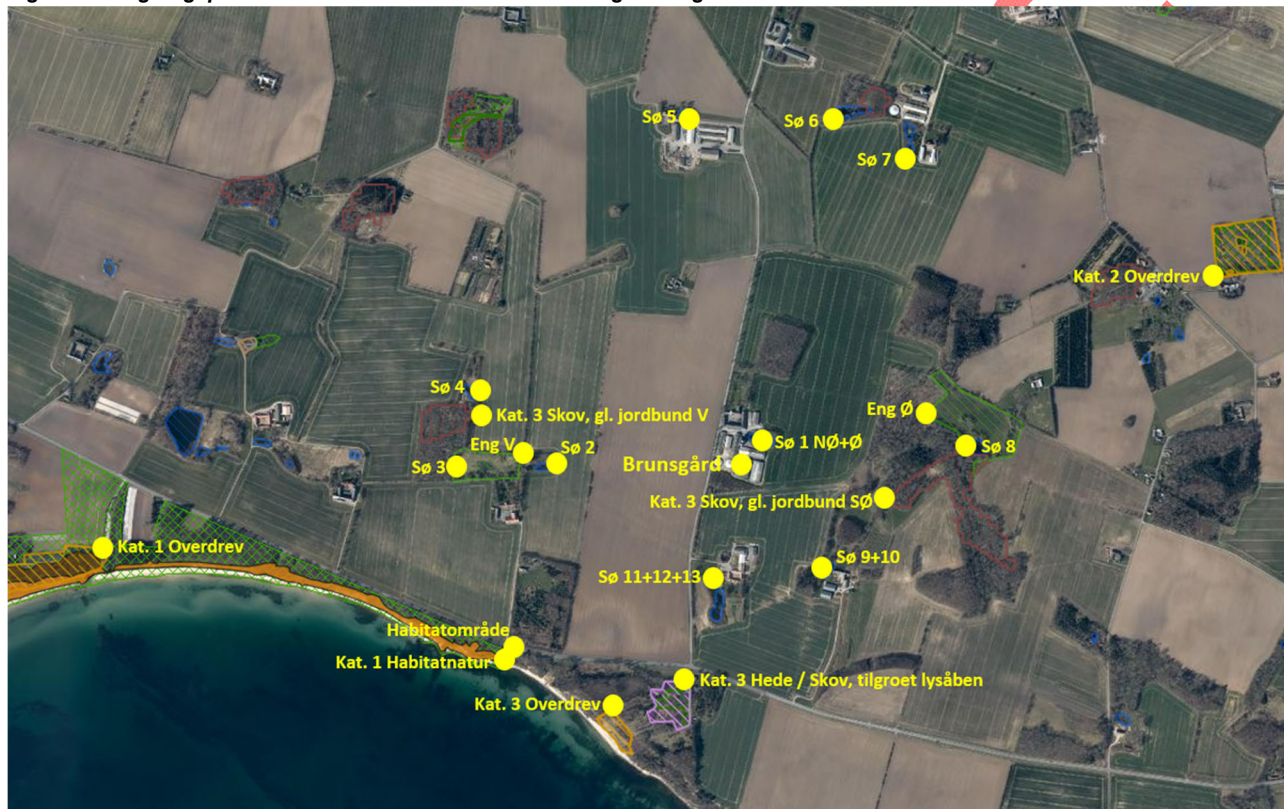 Sø 5
Sø 6
Sø 7
Kat. 2 Overdrev
Sø 4
Kat. 3 Skov, gl. jordbund V
Eng Ø
Eng V
Sø 2
Sø 1 NØ+Ø
Sø 8
Sø 3
Brunsgård
Kat. 3 Skov, gl. jordbund SØ
Kat. 1 Overdrev
Sø 9+10
Sø 11+12+13
Habitatområde
Kat. 1 Habitatnatur
Kat. 3 Hede / Skov, tilgroet lysåben
Kat. 3 Overdrev